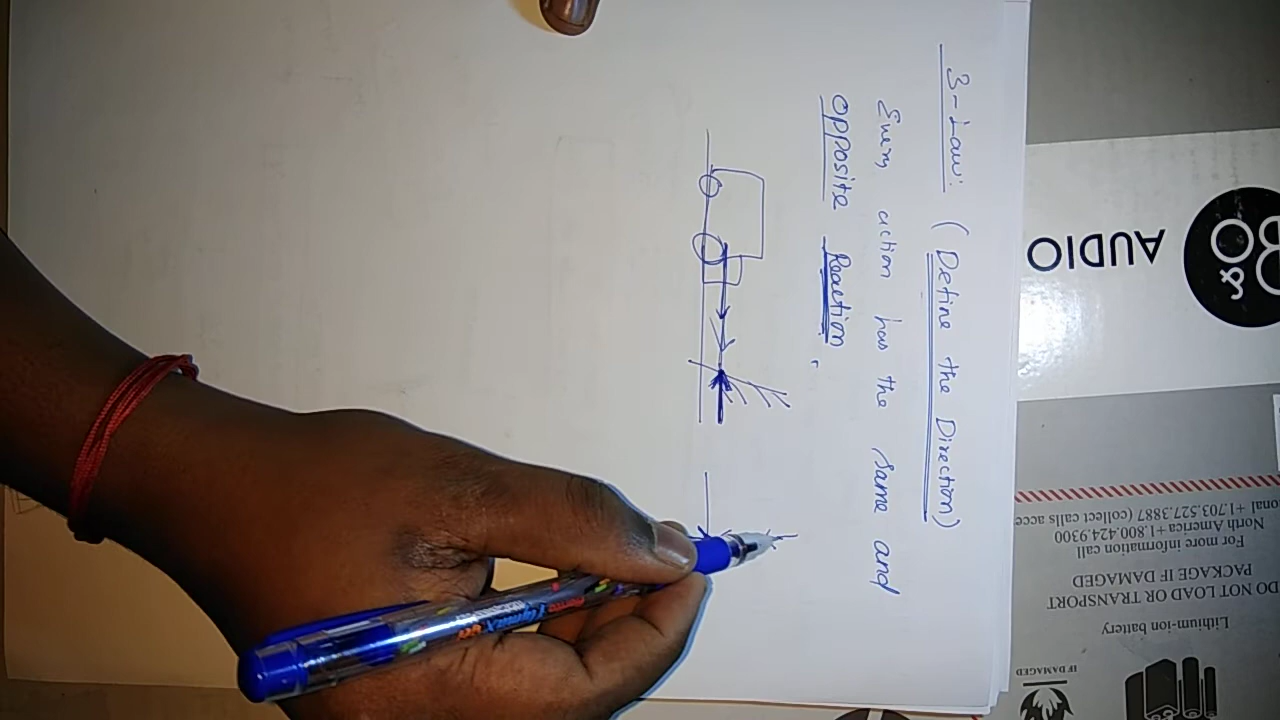 3-Law: (Define the Direction)
Every action has the same and
opposite Reaction.
B&O
AUDIO
IF DAMAGED
Lithium-ion battery
DO NOT LOAD OR TRANSPORT
PACKAGE IF DAMAGED
For more information call
North America +1.800.424.9300
onal +1.703.527.3887 (collect calls acce